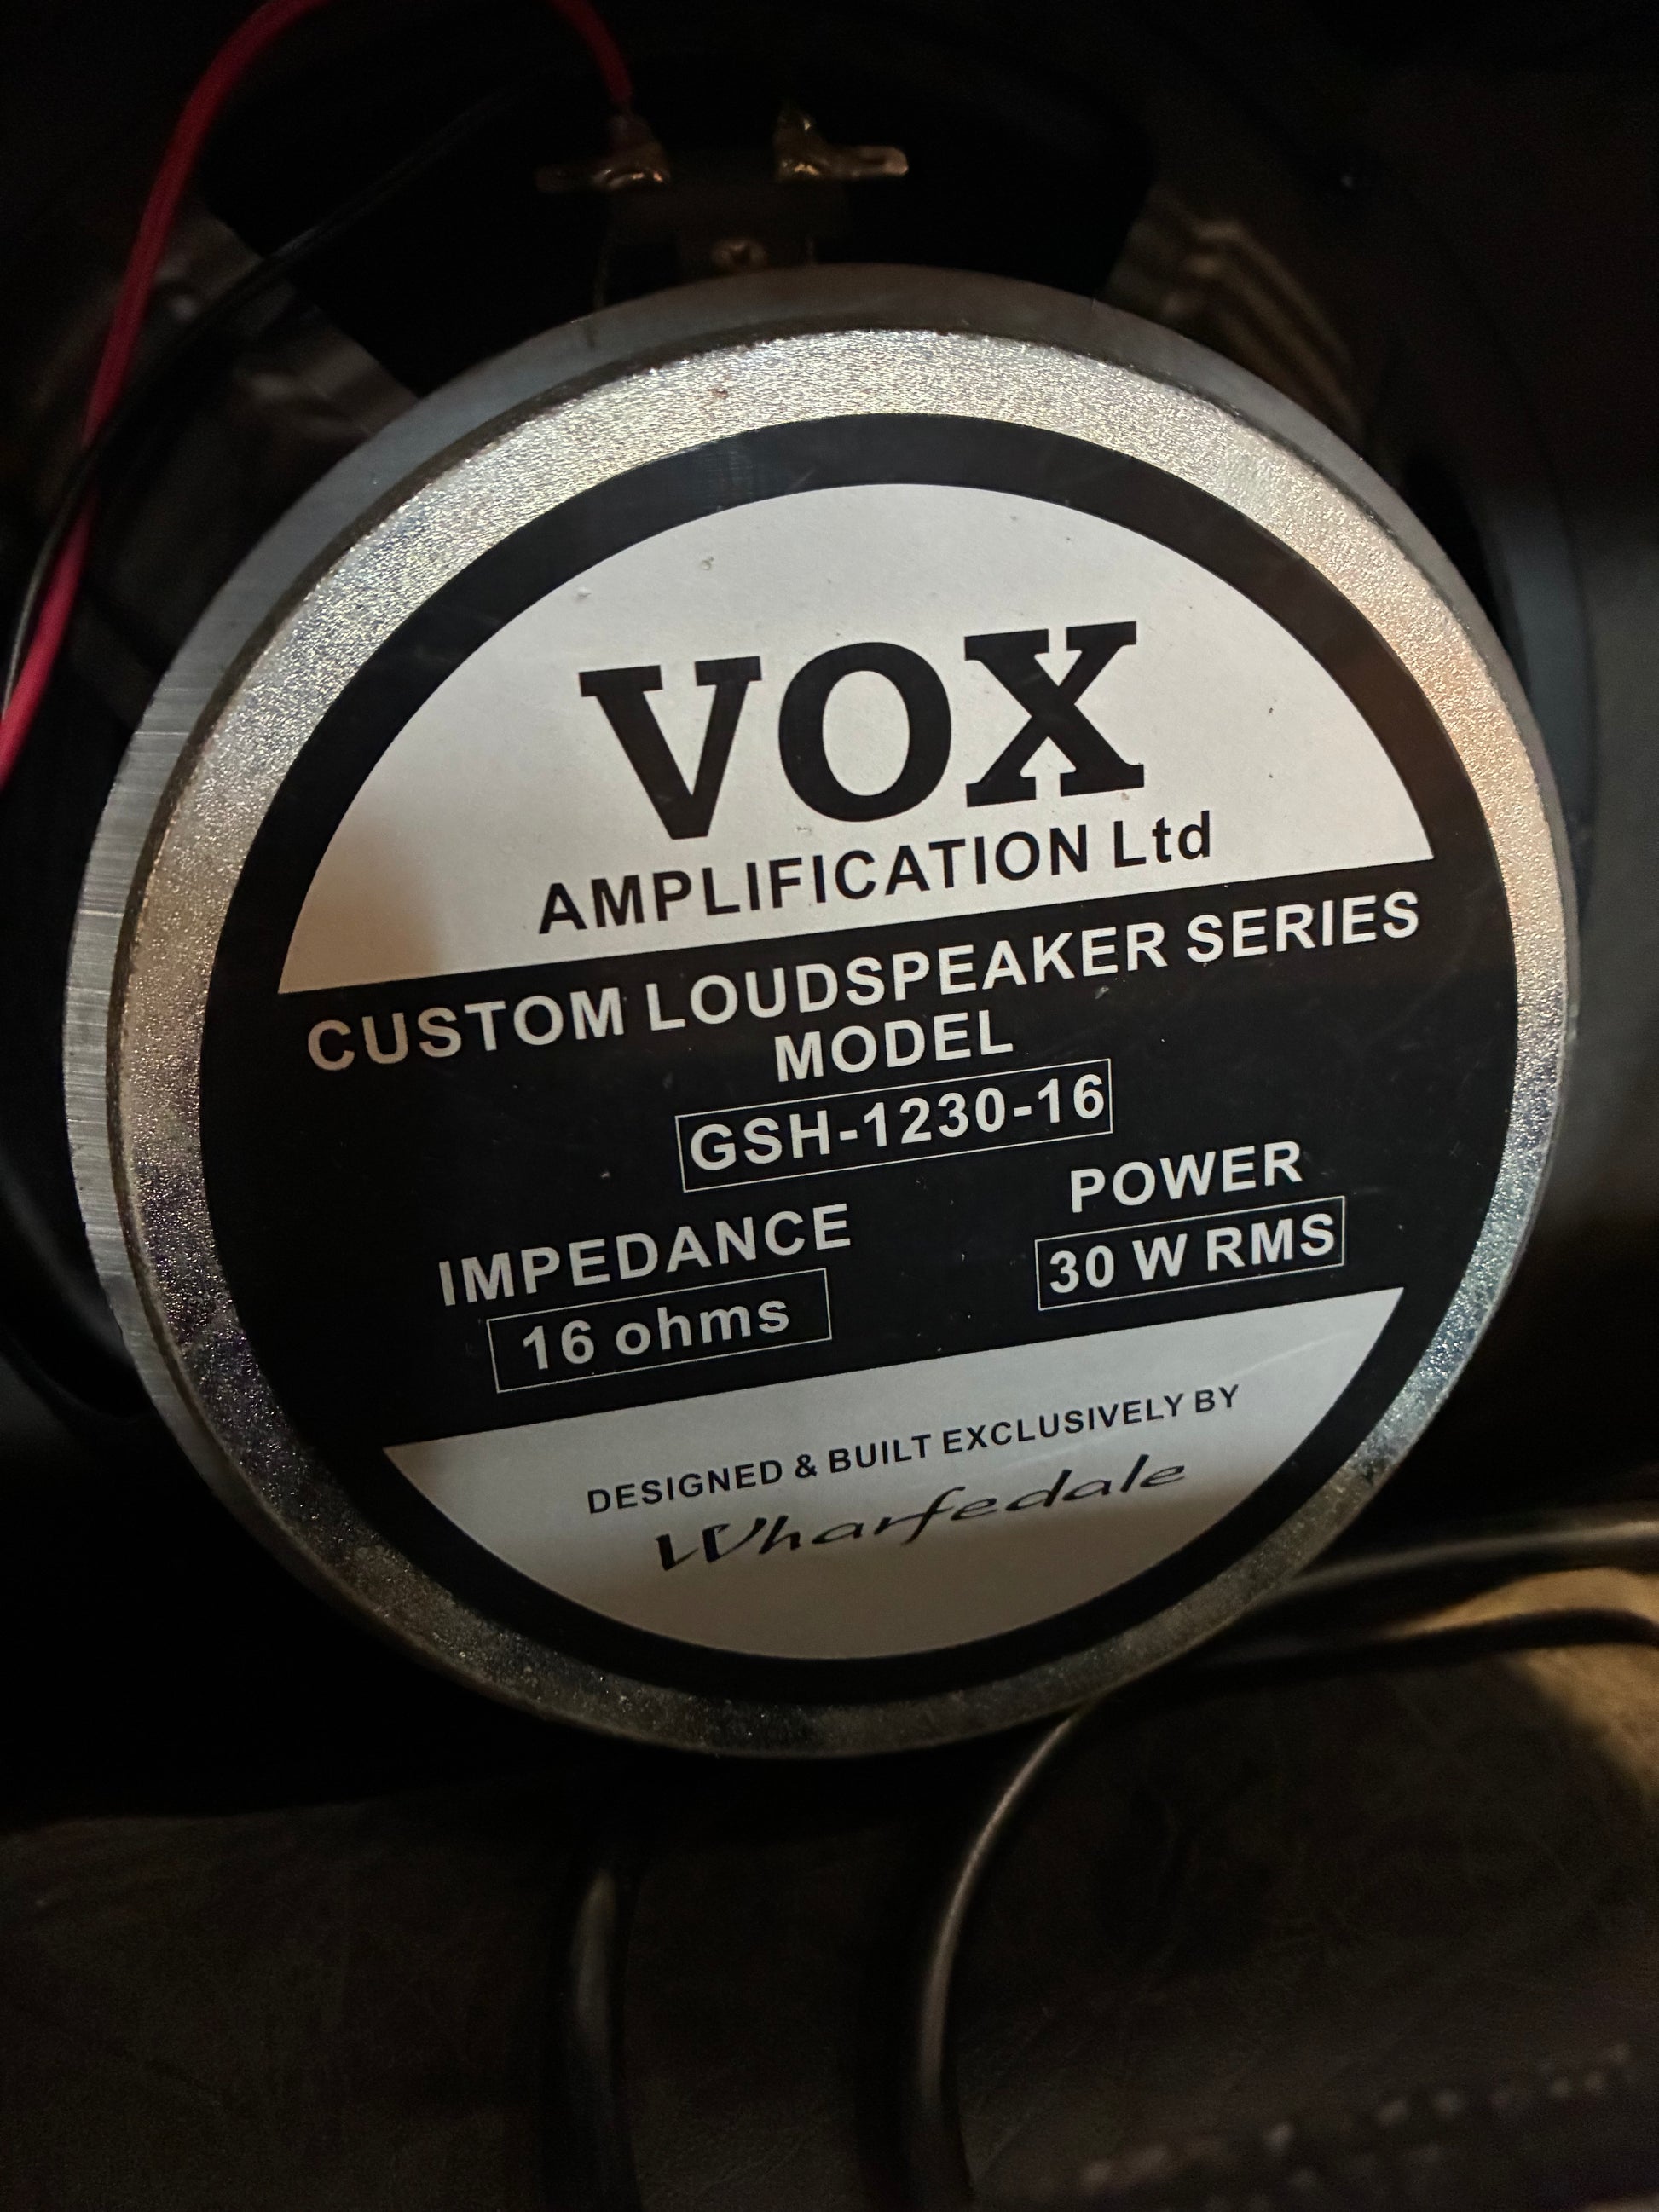 VOX
AMPLIFICATION Ltd
CUSTOM LOUDSPEAKER SERIES
MODEL
GSH-1230-16
IMPEDANCE
16 ohms
POWER
30 W RMS
DESIGNED & BUILT EXCLUSIVELY BY
Wharfedale